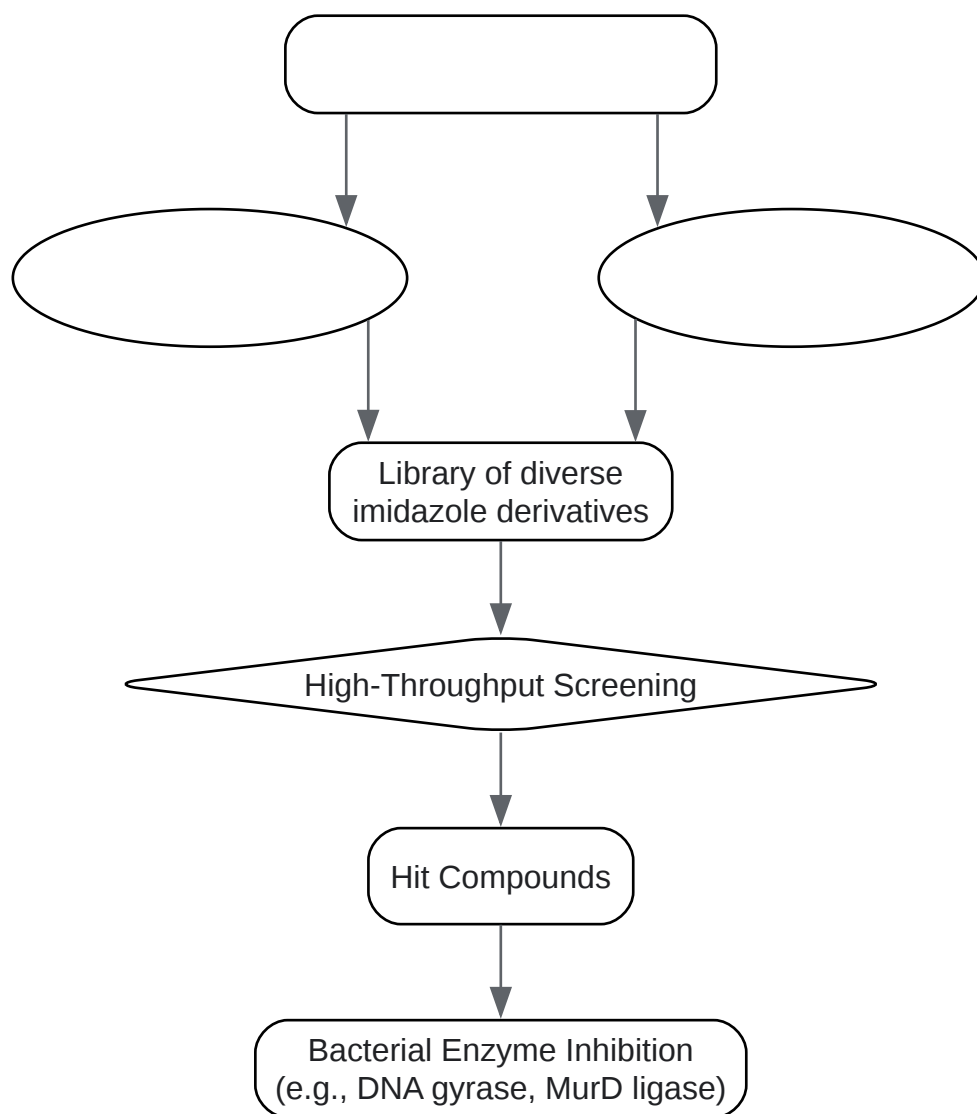 Library of diverse
imidazole derivatives
High-Throughput Screening
Hit Compounds
Bacterial Enzyme Inhibition
(e.g., DNA gyrase, MurD ligase)